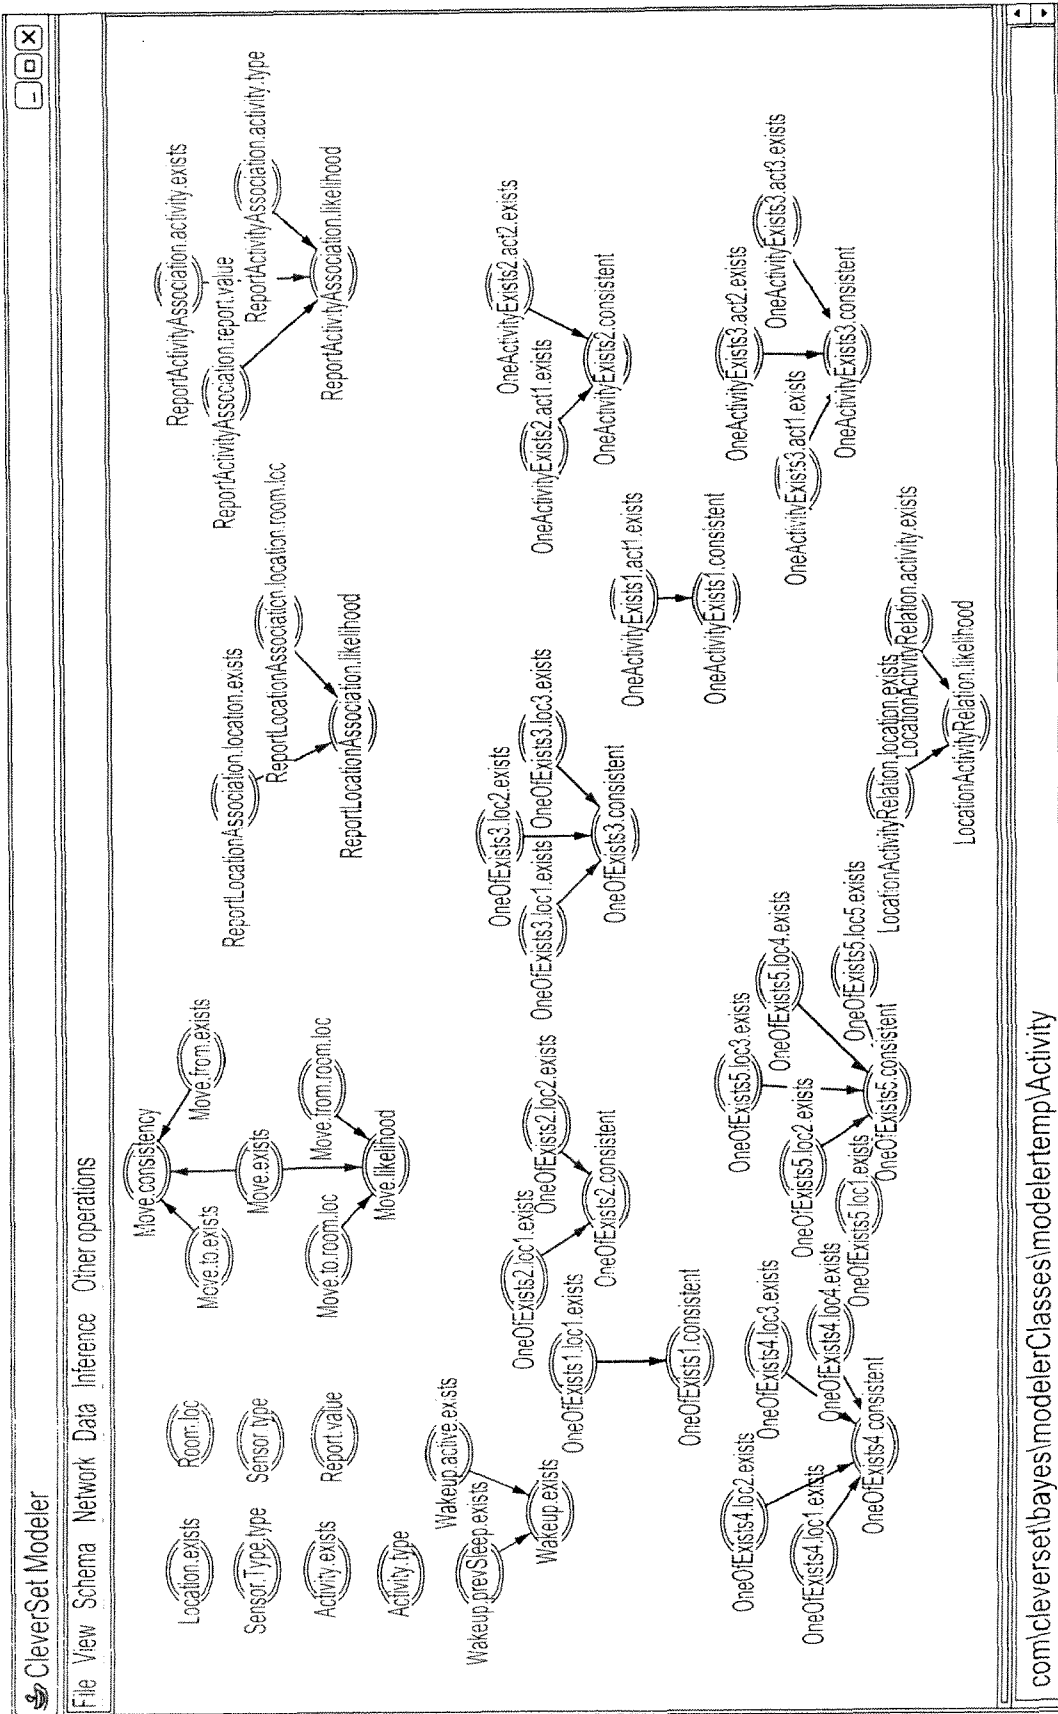 CleverSet Modeler
File View Schema Network Data Inference Other operations
Location.exists
Room.loc
Sensor.Type.type
Sensor.type
Activity.exists
Report.value
Activity.type
Wakeup.prevSleep.exists
Wakeup.active.exists
Wakeup.exists
Move.consistency
Move.to.exists
Move.exists
Move.from.exists
Move.to.room.loc
Move.from.room.loc
Move.likelihood
ReportLocationAssociation.location.exists
ReportLocationAssociation.location.room.loc
ReportLocationAssociation.likelihood
ReportActivityAssociation.activity.exists
ReportActivityAssociation.report.value
ReportActivityAssociation.activity.type
ReportActivityAssociation.likelihood
OneOfExists1.loc1.exists
OneOfExists1.consistent
OneOfExists2.loc1.exists
OneOfExists2.loc2.exists
OneOfExists2.consistent
OneOfExists3.loc2.exists
OneOfExists3.loc1.exists
OneOfExists3.loc3.exists
OneOfExists3.consistent
OneActivityExists2.act2.exists
OneActivityExists2.act1.exists
OneActivityExists2.consistent
OneActivityExists1.act1.exists
OneActivityExists1.consistent
OneActivityExists3.act2.exists
OneActivityExists3.act1.exists
OneActivityExists3.act3.exists
OneActivityExists3.consistent
OneOfExists4.loc2.exists
OneOfExists4.loc3.exists
OneOfExists4.loc1.exists
OneOfExists4.loc4.exists
OneOfExists4.consistent
OneOfExists5.loc3.exists
OneOfExists5.loc4.exists
OneOfExists5.loc2.exists
OneOfExists5.loc5.exists
OneOfExists5.loc1.exists
OneOfExists5.consistent
LocationActivityRelation.location.exists
LocationActivityRelation.activity.exists
LocationActivityRelation.likelihood
com\cleverset\bayes\modelerClasses\modelertemp\Activity